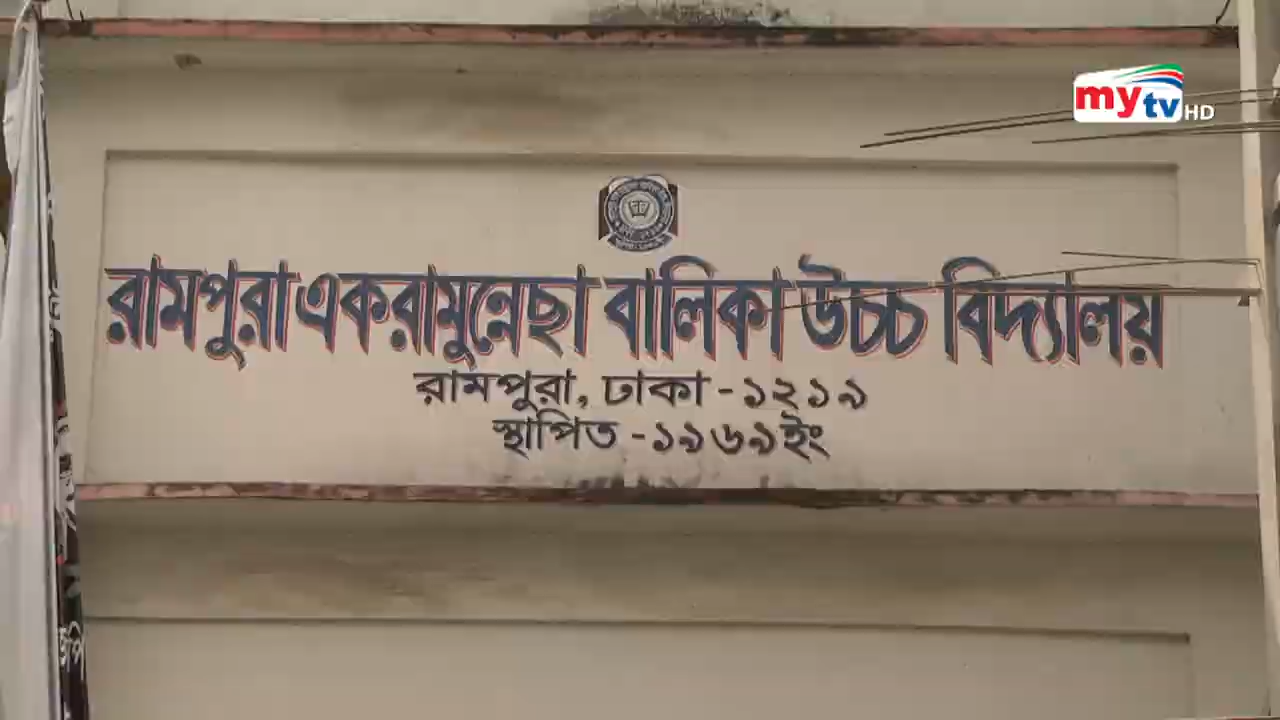 mytv HD
রামপুরা একরামুন্নেছা বালিকা উচ্চ বিদ্যালয়
রামপুরা, ঢাকা -১২১৯
স্থাপিত -১৯৬৯ইং